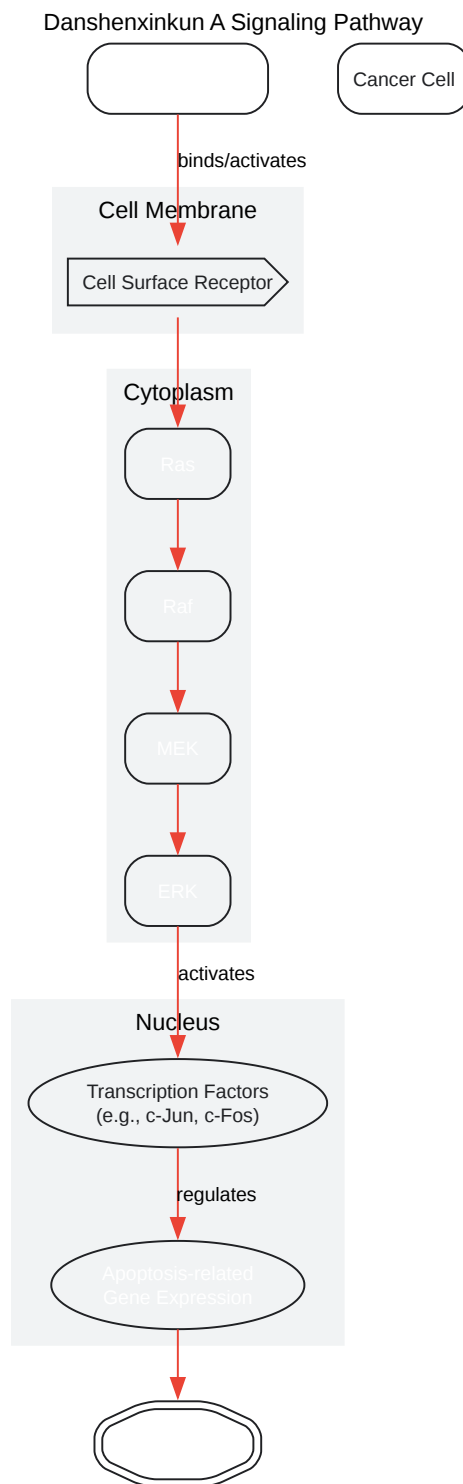 Danshenxinkun A Signaling Pathway
Cancer Cell
binds/activates
Cell Membrane
Cell Surface Receptor
Cytoplasm
Ras
Raf
MEK
ERK
activates
Nucleus
Transcription Factors
(e.g., c-Jun, c-Fos)
regulates
Apoptosis-related
Gene Expression